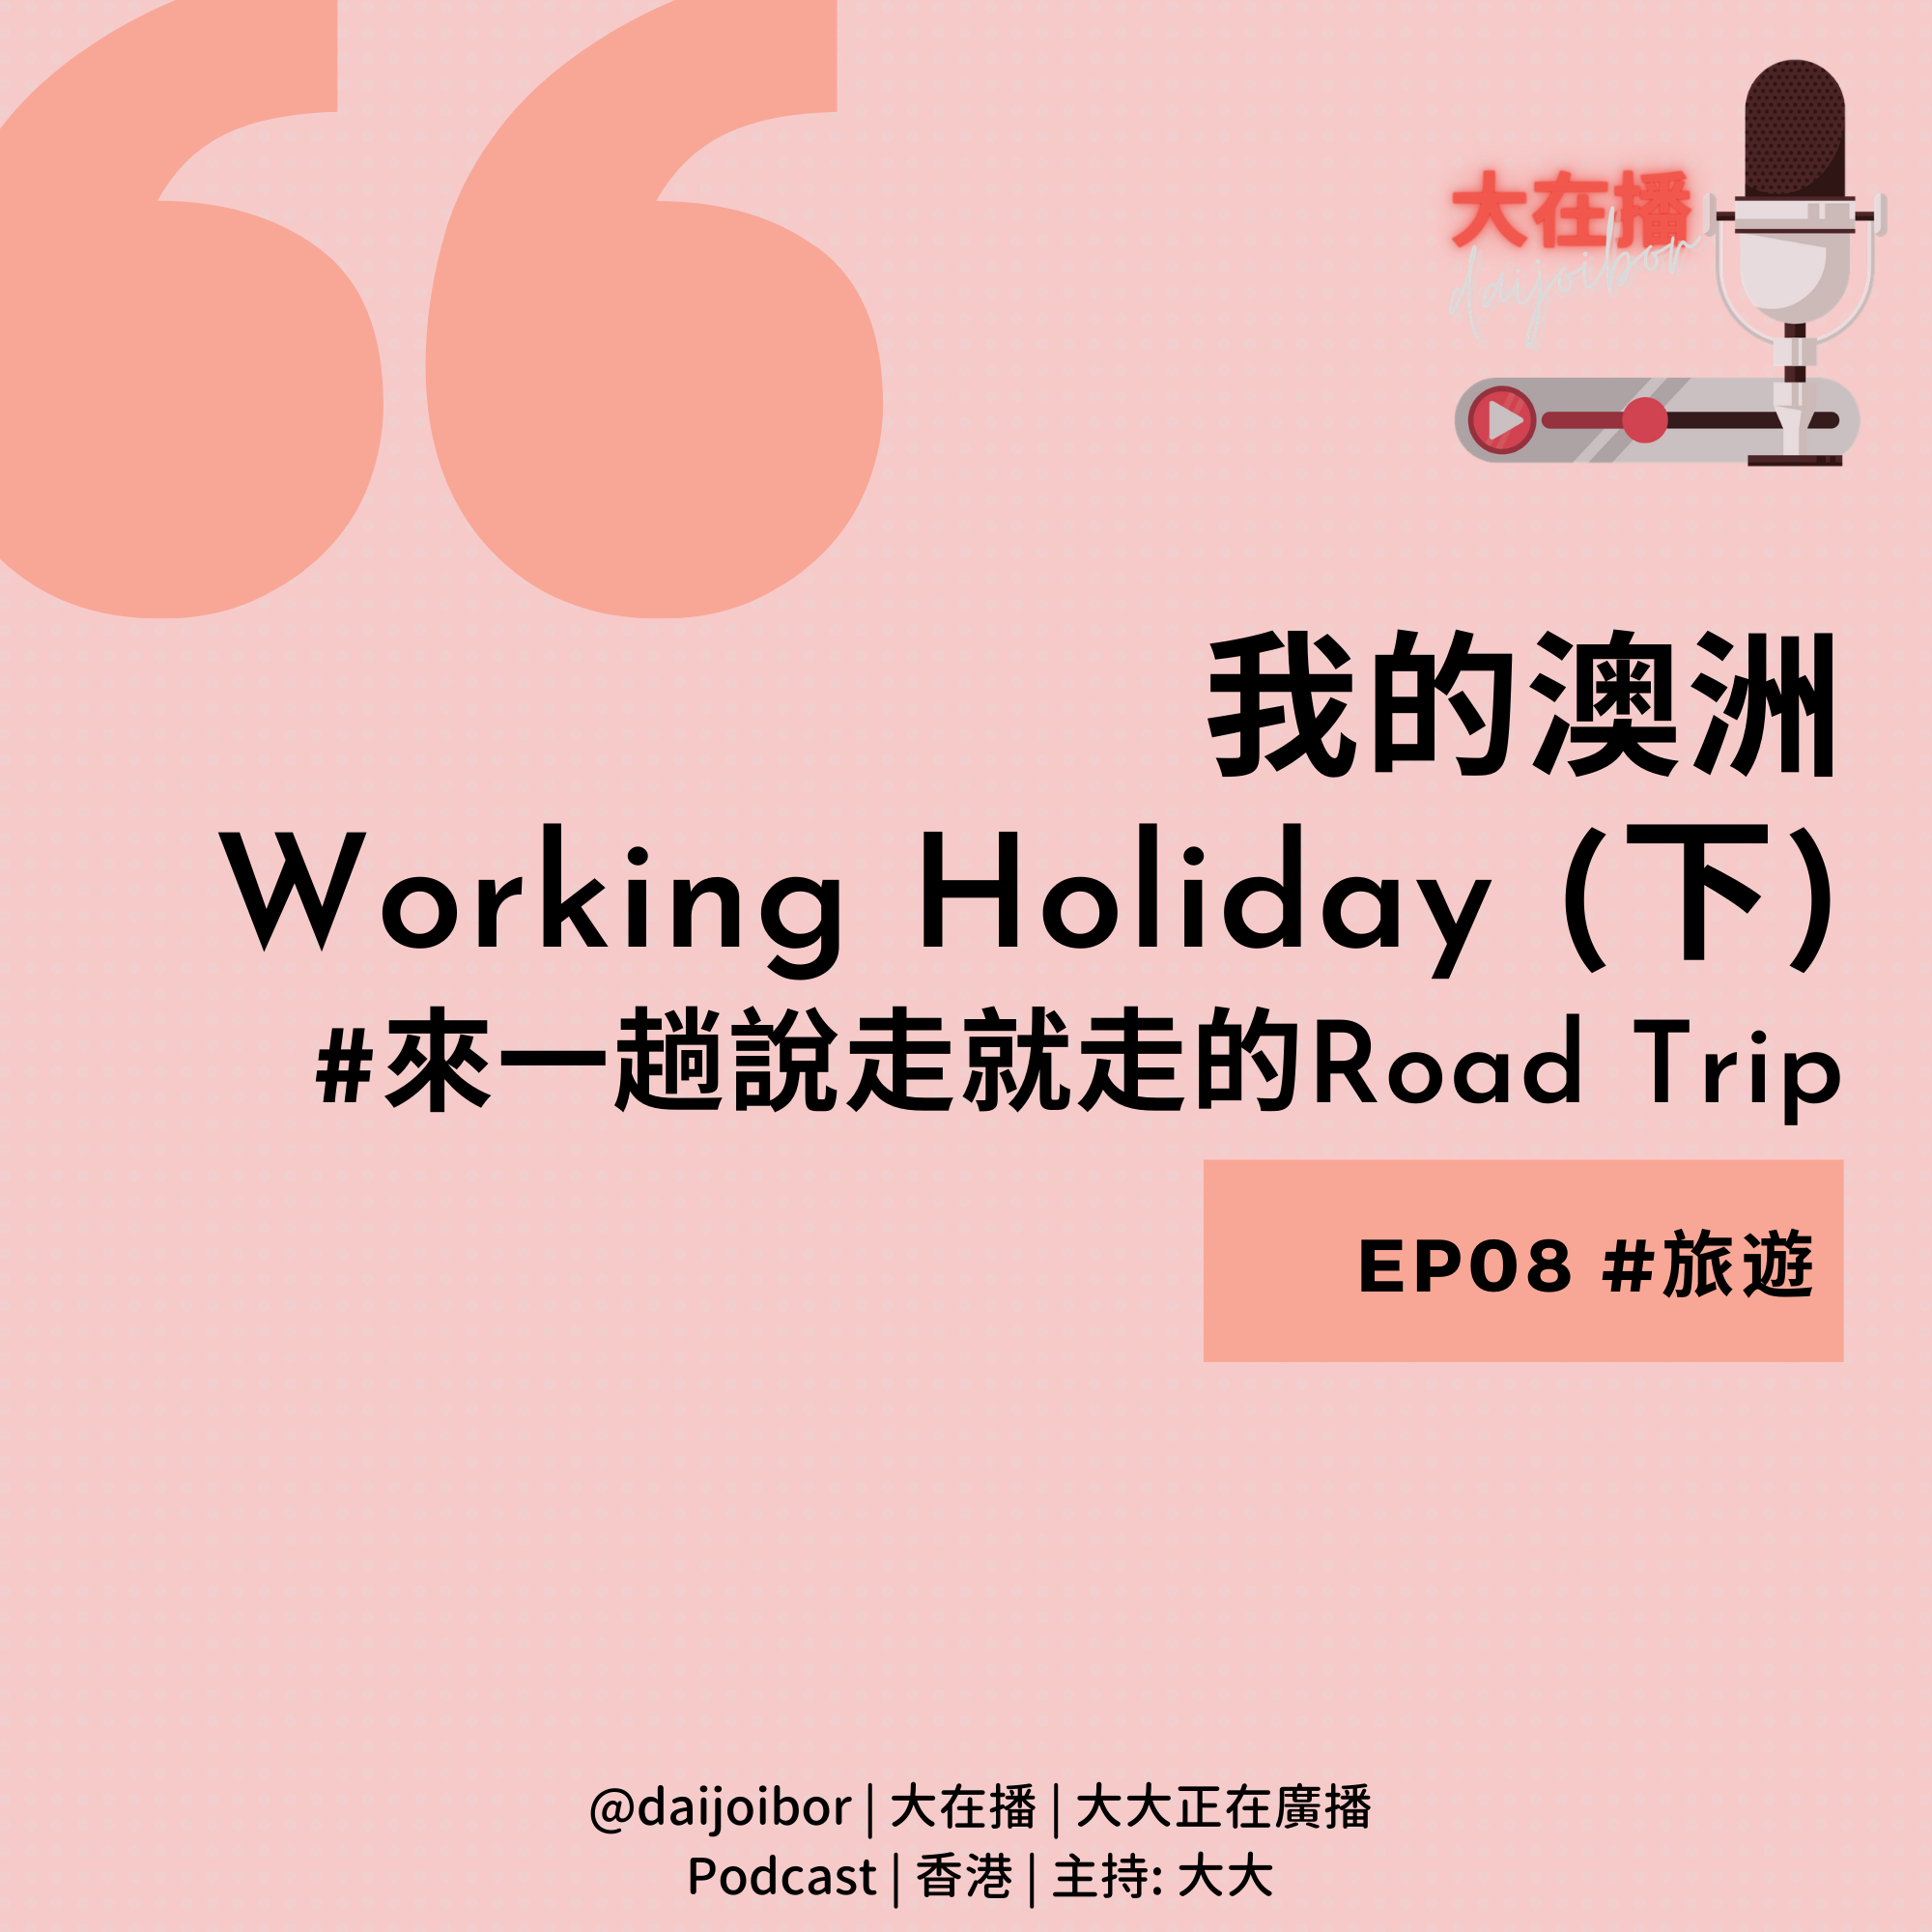 大在播
daijoibor
我的澳洲
Working Holiday (下)
#來一趟說走就走的Road Trip
EP08 #旅遊
@daijoibor | 大在播 | 大大正在廣播
Podcast | 香港 | 主持: 大大